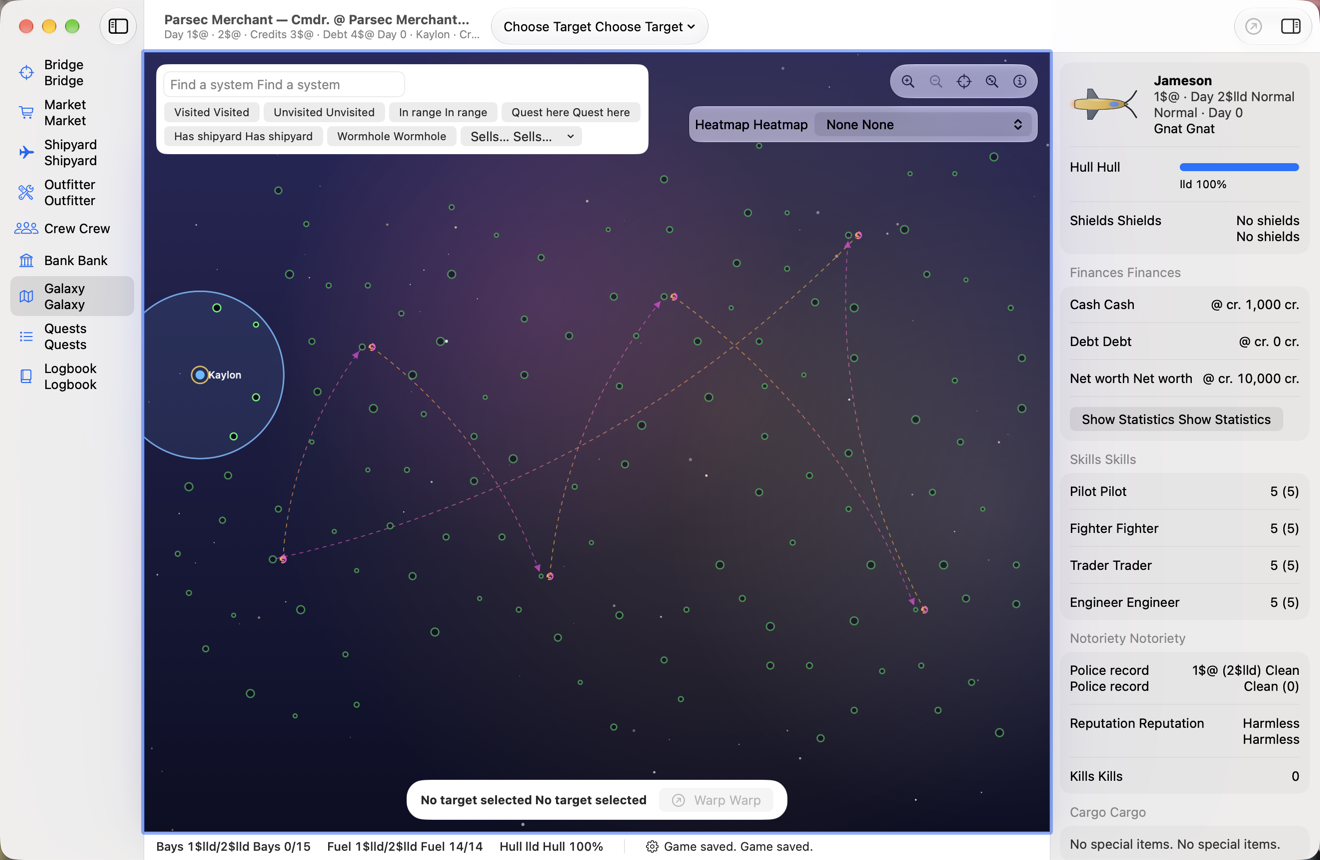 Parsec Merchant — Cmdr. @ Parsec Merchant...
Day 1$@ · 2$@ · Credits 3$@ · Debt 4$@ Day 0 · Kaylon · Cr...
Choose Target Choose Target
Bridge
Bridge
Market
Market
Shipyard
Shipyard
Outfitter
Outfitter
Crew Crew
Bank Bank
Galaxy
Galaxy
Quests
Quests
Logbook
Logbook
Find a system Find a system
Visited Visited
Unvisited Unvisited
In range In range
Quest here Quest here
Has shipyard Has shipyard
Wormhole Wormhole
Sells... Sells...
Heatmap Heatmap
None None
Kaylon
No target selected No target selected
Warp Warp
Bays 1$lld/2$lld Bays 0/15
Fuel 1$lld/2$lld Fuel 14/14
Hull lld Hull 100%
Game saved. Game saved.
Jameson
1$@ · Day 2$lld Normal
Normal · Day 0
Gnat Gnat
Hull Hull
lld 100%
Shields Shields
No shields
No shields
Finances Finances
Cash Cash
@ cr. 1,000 cr.
Debt Debt
@ cr. 0 cr.
Net worth Net worth
@ cr. 10,000 cr.
Show Statistics Show Statistics
Skills Skills
Pilot Pilot
5 (5)
Fighter Fighter
5 (5)
Trader Trader
5 (5)
Engineer Engineer
5 (5)
Notoriety Notoriety
Police record
Police record
1$@ (2$lld) Clean
Clean (0)
Reputation Reputation
Harmless
Harmless
Kills Kills
0
Cargo Cargo
No special items. No special items.